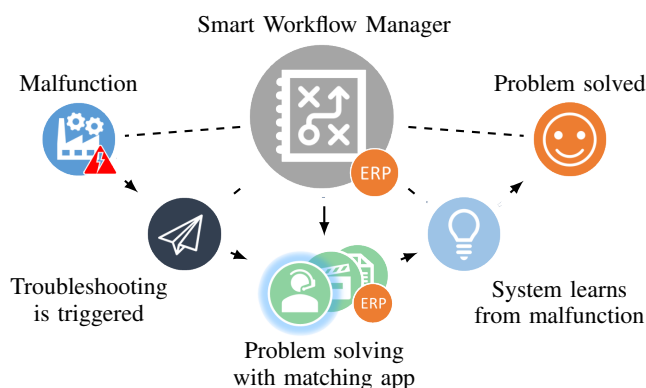 Smart Workflow Manager
Malfunction
Problem solved
ERP
Troubleshooting
is triggered
ERP
System learns
from malfunction
Problem solving
with matching app